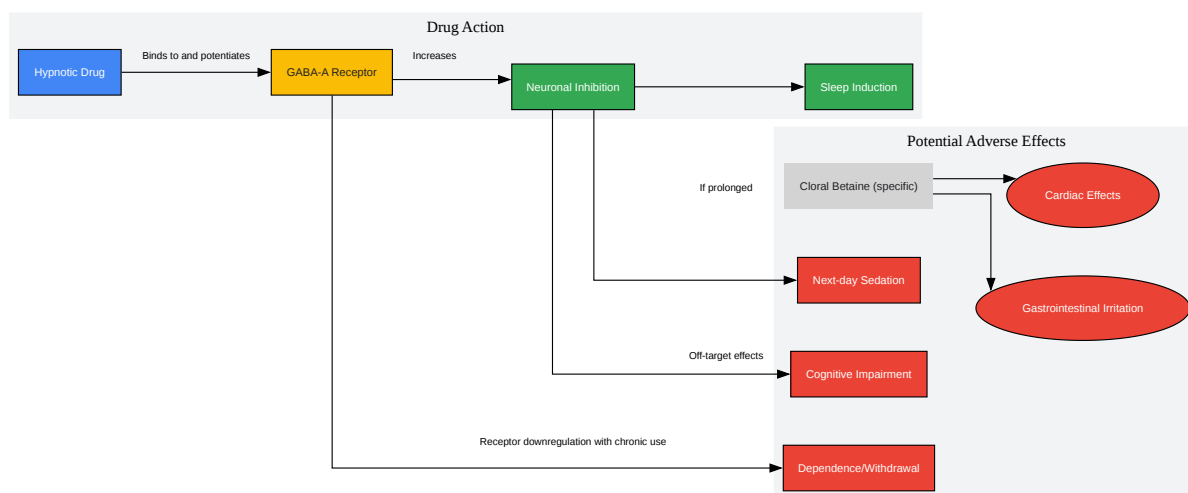 Drug Action
Hypnotic Drug
Binds to and potentiates
GABA-A Receptor
Increases
Neuronal Inhibition
Sleep Induction
Potential Adverse Effects
Cloral Betaine (specific)
Cardiac Effects
If prolonged
Next-day Sedation
Gastrointestinal Irritation
Off-target effects
Cognitive Impairment
Receptor downregulation with chronic use
Dependence/Withdrawal